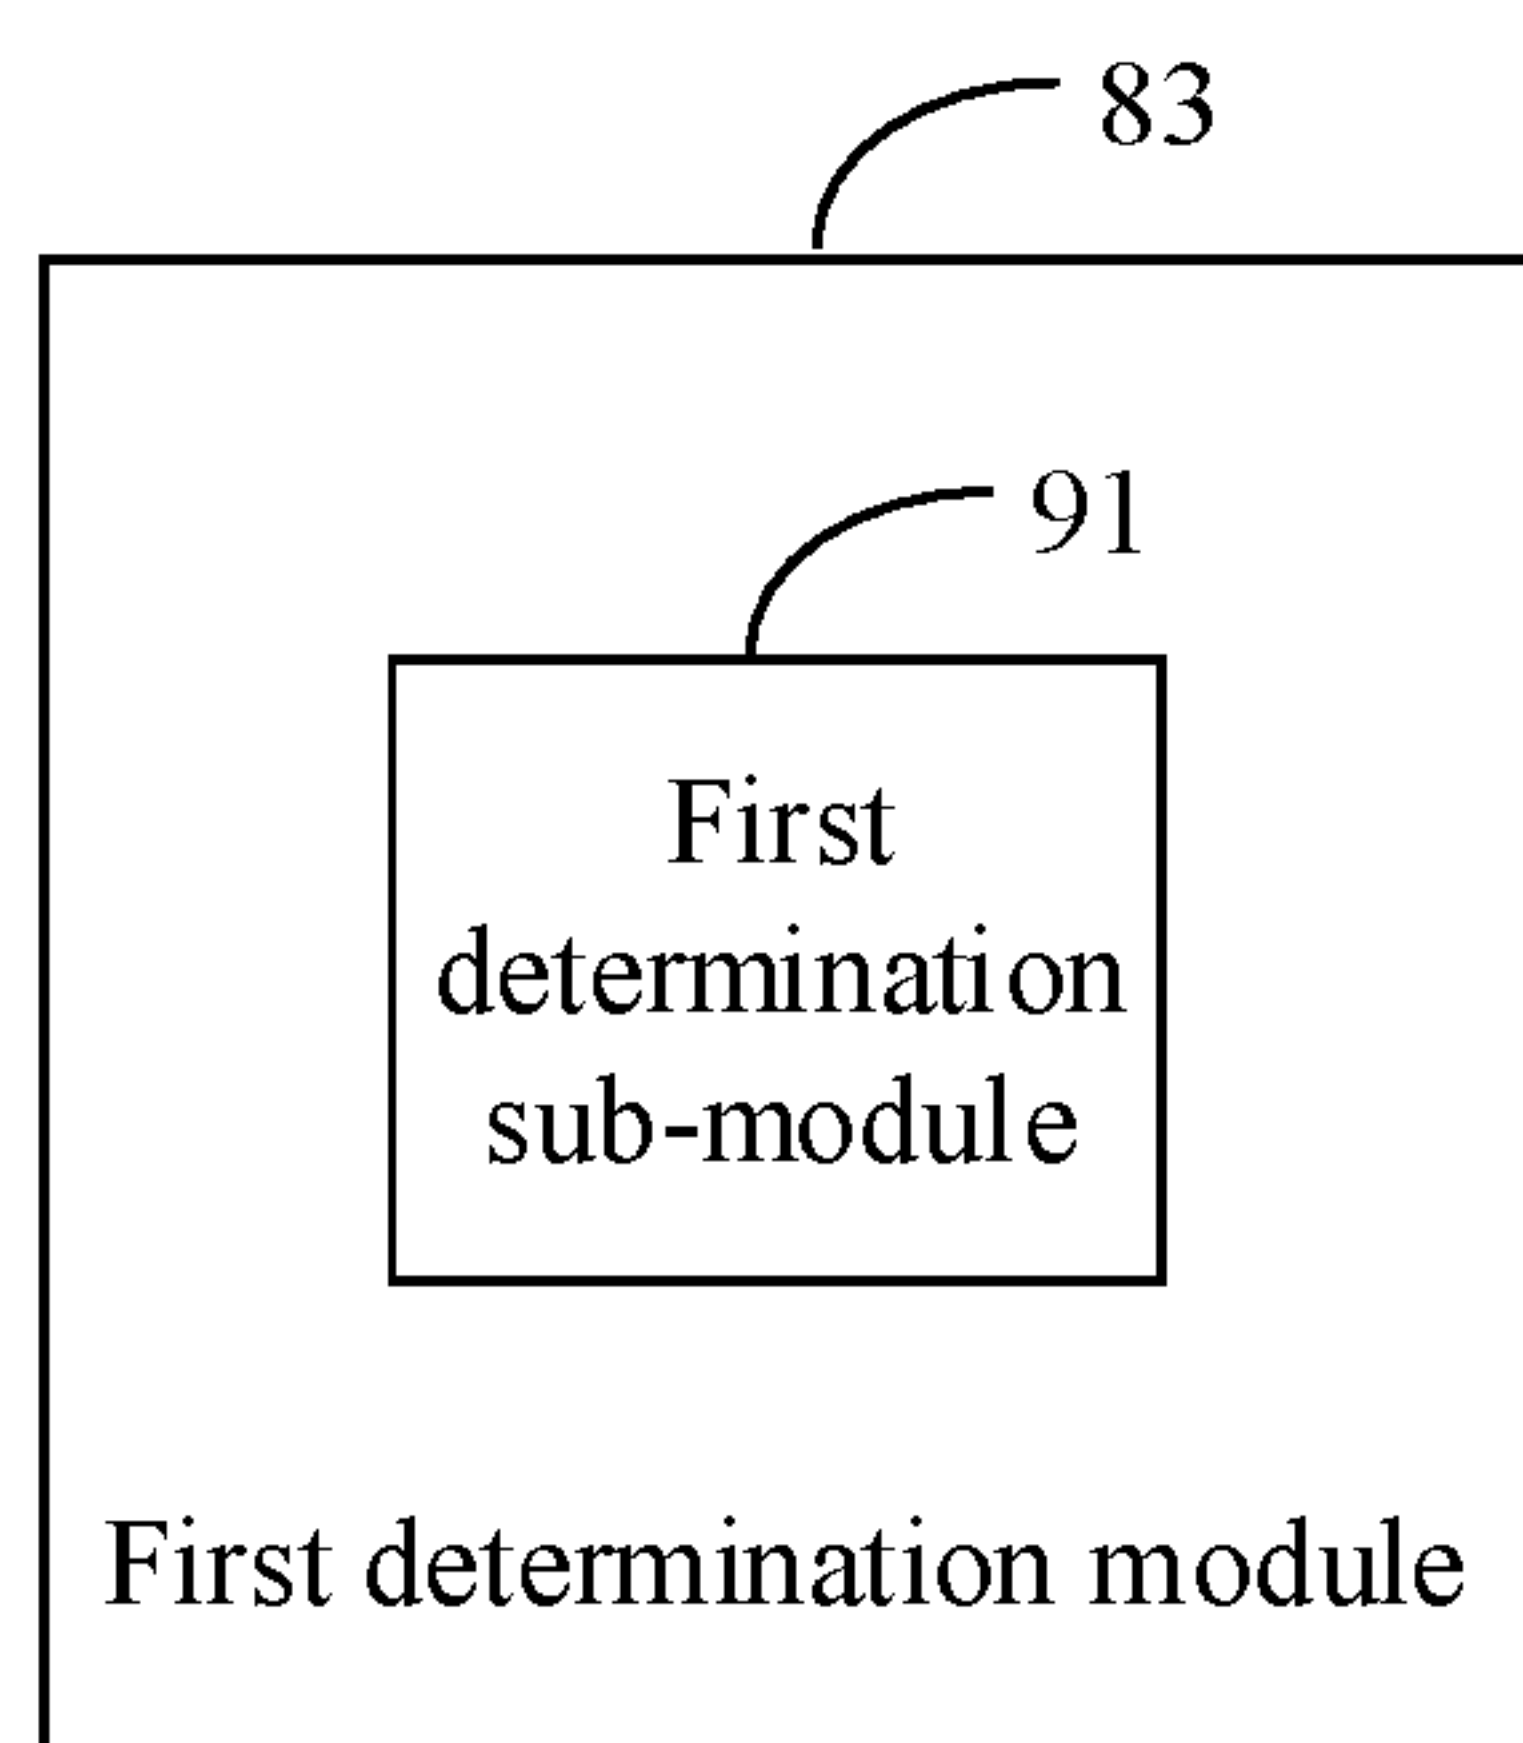 83
91
First
determination
sub-module
First determination module